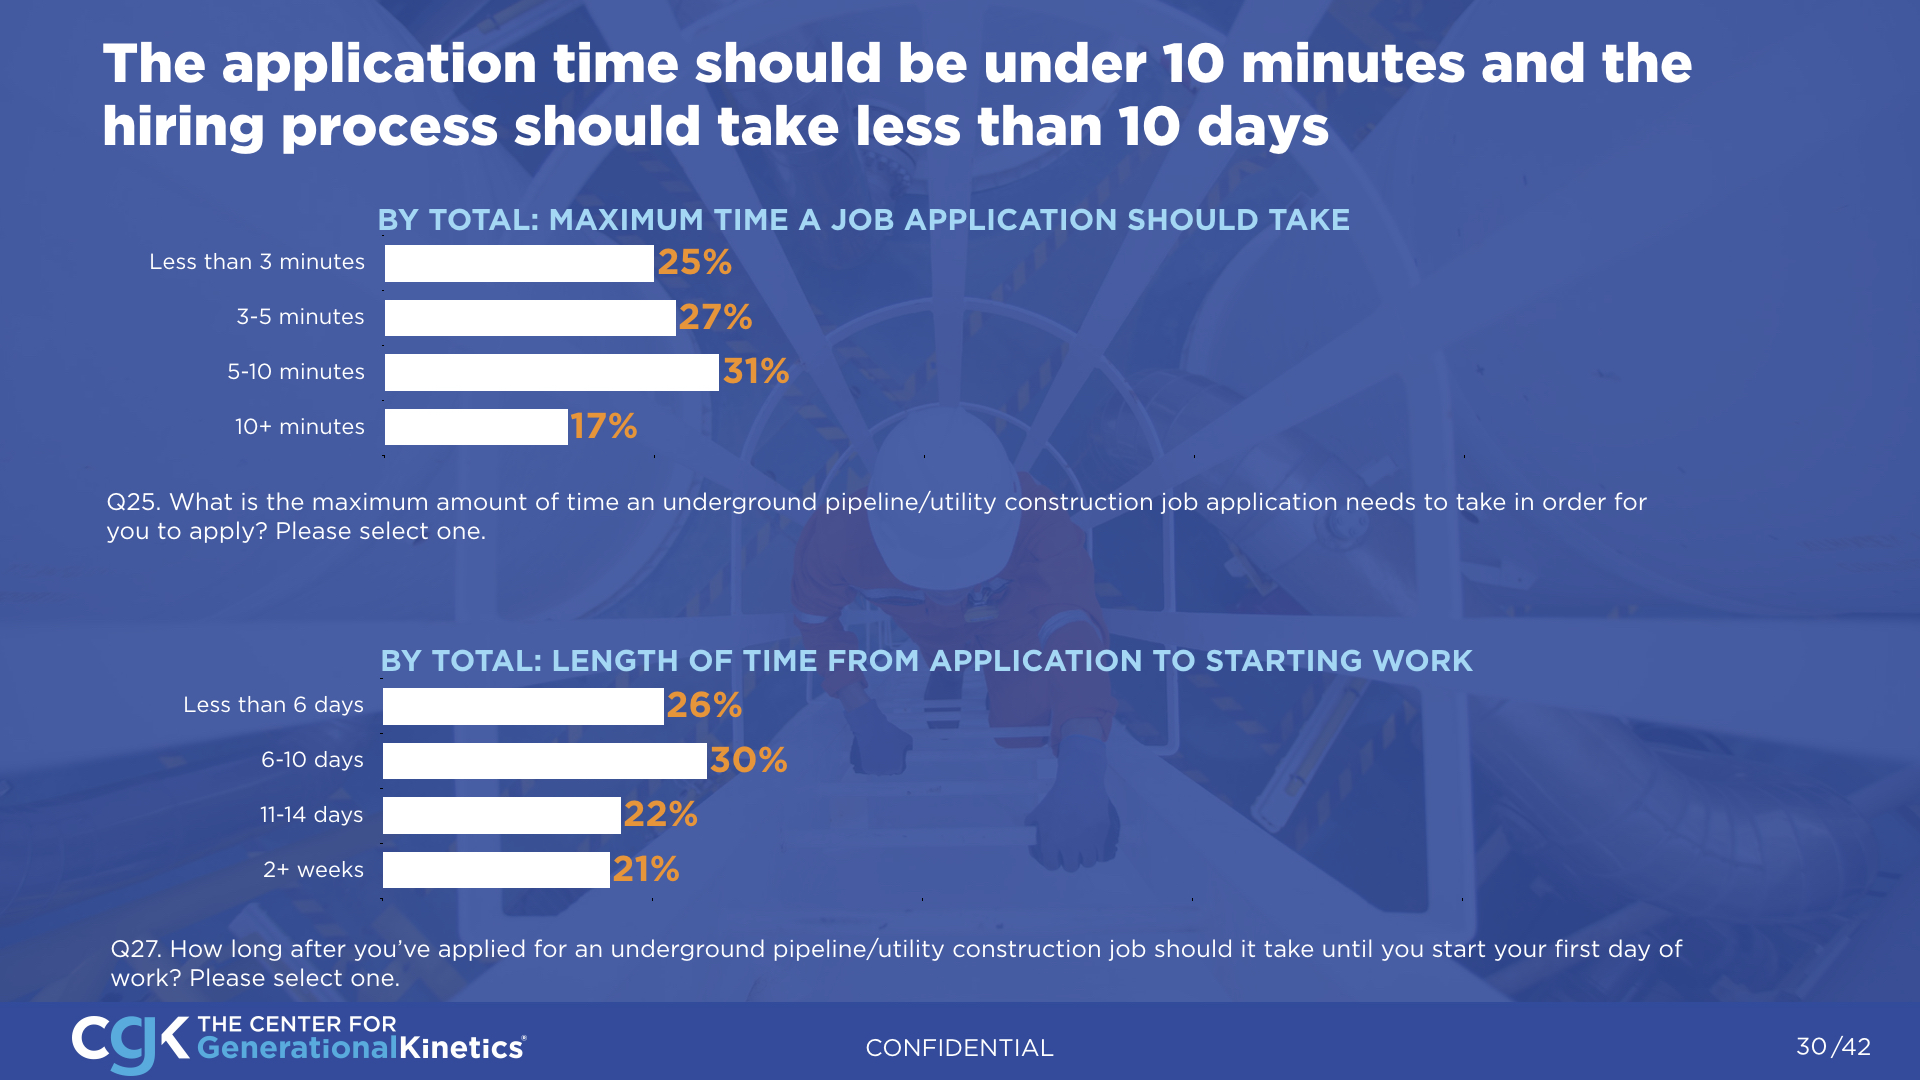 The application time should be under 10 minutes and the
hiring process should take less than 10 days
BY TOTAL: MAXIMUM TIME A JOB APPLICATION SHOULD TAKE
Less than 3 minutes 25%
3-5 minutes 27%
5-10 minutes 31%
10+ minutes 17%
Q25. What is the maximum amount of time an underground pipeline/utility construction job application needs to take in order for
you to apply? Please select one.
BY TOTAL: LENGTH OF TIME FROM APPLICATION TO STARTING WORK
Less than 6 days 26%
6-10 days 30%
11-14 days 22%
2+ weeks 21%
Q27. How long after you’ve applied for an underground pipeline/utility construction job should it take until you start your first day of
work? Please select one.
cgk THE CENTER FOR
GenerationalKinetics®
CONFIDENTIAL
30/42